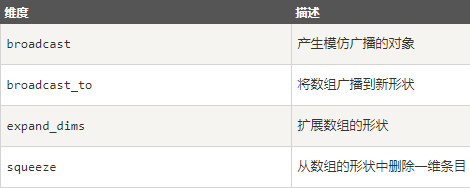 维度 描述
broadcast 产生模仿广播的对象
broadcast_to 将数组广播到新形状
expand_dims 扩展数组的形状
squeeze 从数组的形状中删除一维条目